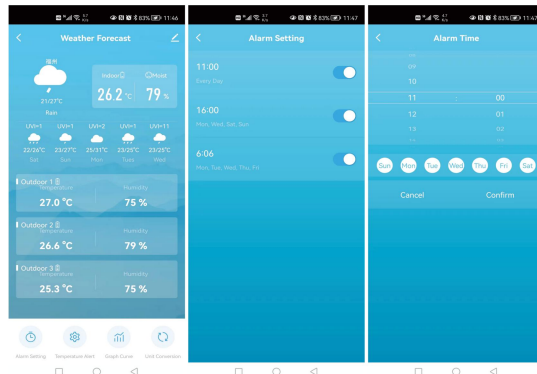 83% 11:46
Weather Forecast
福州
21/27°C
Rain
Indoor
Moist
26.2 °C
79 %
UVI=1 UVI=1 UVI=2 UVI=1 UVI=11
22/26°C 23/27°C 25/31°C 23/25°C 23/25°C
Sat Sun Mon Tues Wed
Outdoor 1
Temperature Humidity
27.0 °C 75 %
Outdoor 2
Temperature Humidity
26.6 °C 79 %
Outdoor 3
Temperature Humidity
25.3 °C 75 %
Alarm Setting Temperature Alert Graph Curve Unit Conversion
83% 11:47
Alarm Setting
11:00
Every Day
16:00
Mon, Wed, Sat, Sun
6:06
Mon, Tue, Wed, Thu, Fri
83% 11:47
Alarm Time
09
10
11 : 00
12 01
13 02
Sun Mon Tue Wed Thu Fri Sat
Cancel Confirm